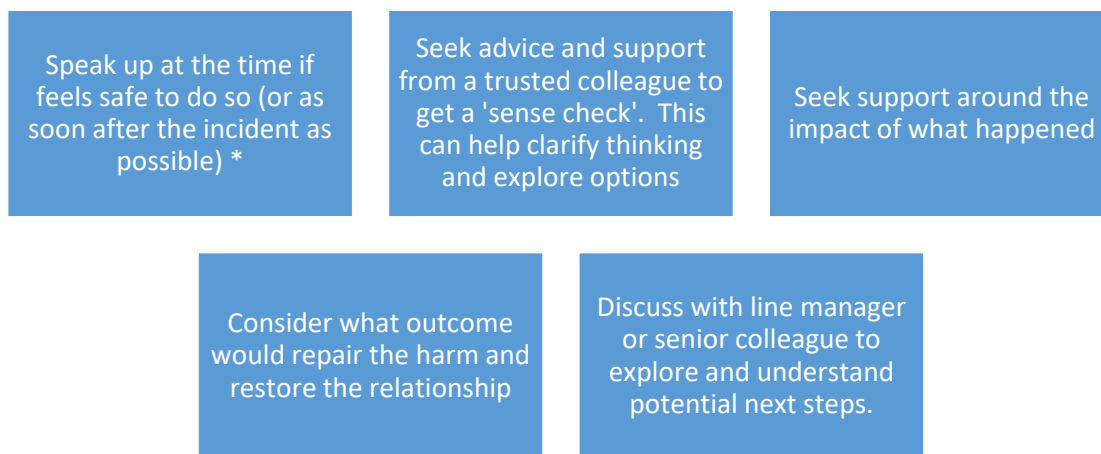 Speak up at the time if
feels safe to do so (or as
soon after the incident as
possible) *
Seek advice and support
from a trusted colleague to
get a 'sense check'.  This
can help clarify thinking
and explore options
Seek support around the
impact of what happened
Consider what outcome
would repair the harm and
restore the relationship
Discuss with line manager
or senior colleague to
explore and understand
potential next steps.